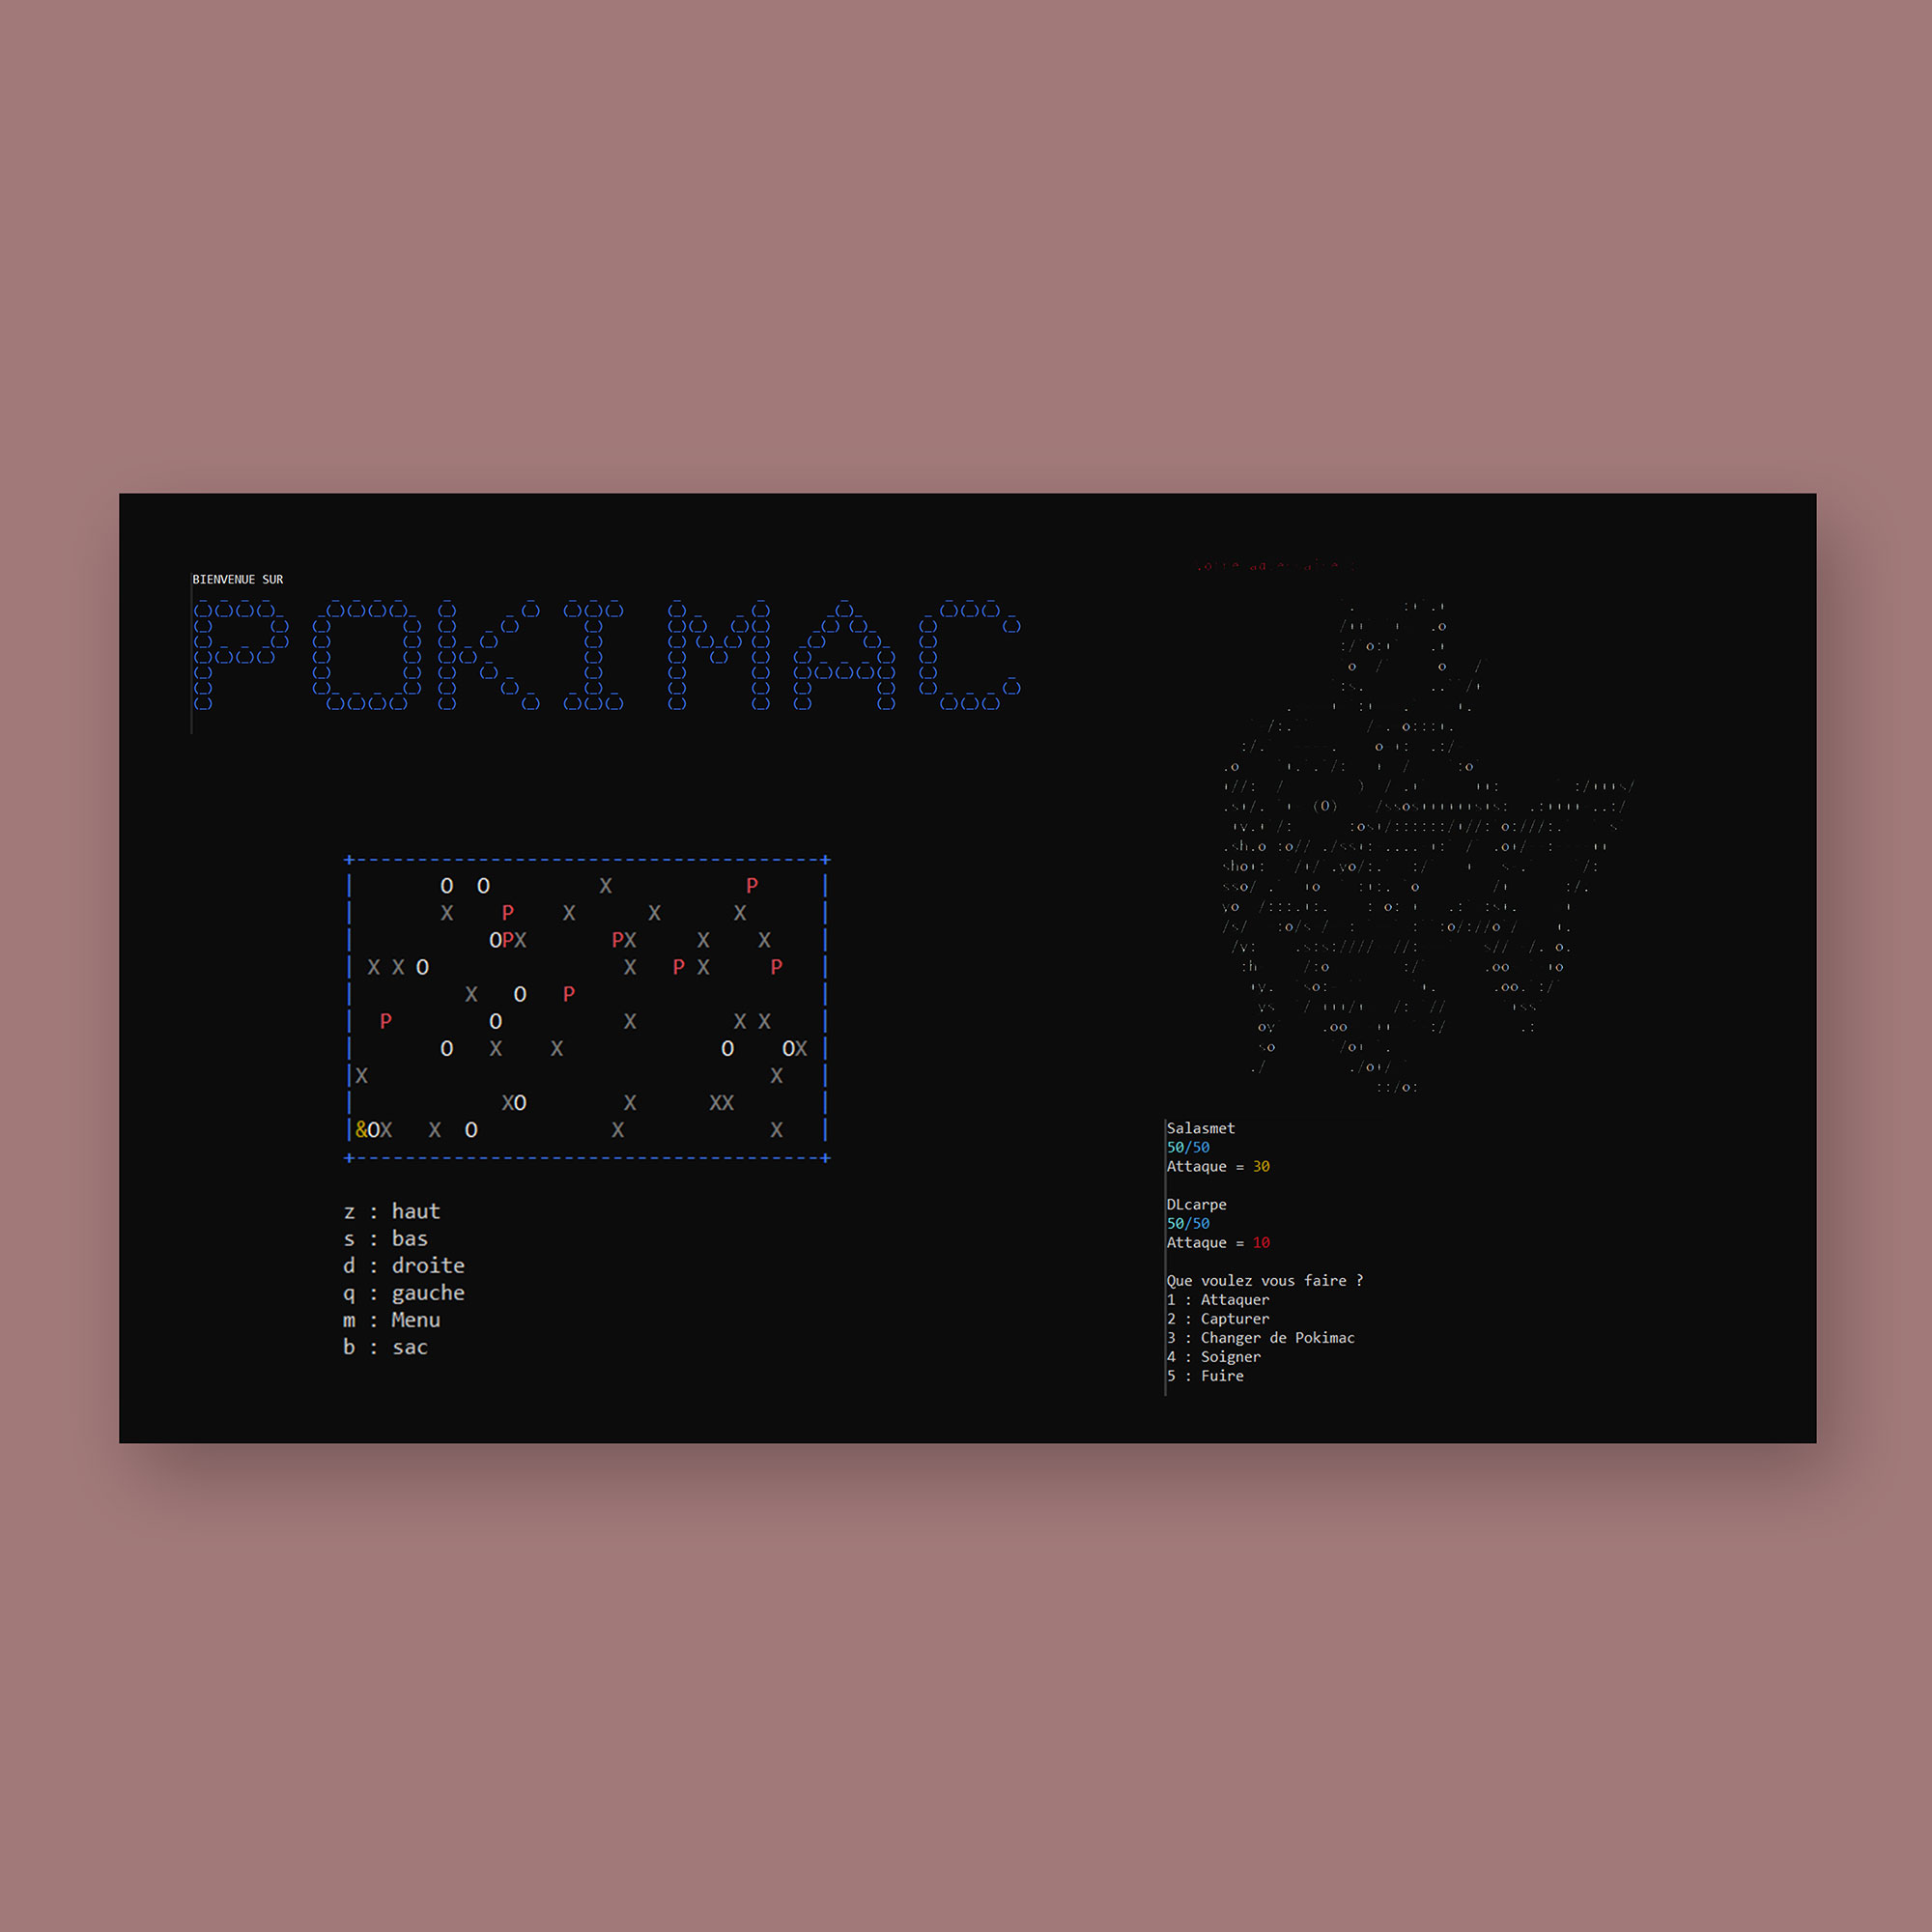 BIENVENUE SUR
POKIMAC
+--------------------------------------+
O O X P
X P X X X
OPX PX X X
X X O X P X P
X O P
P O X X X
O X X O OX
X X
XO X XX
&OX X O X X
+--------------------------------------+
z : haut
s : bas
d : droite
q : gauche
m : Menu
b : sac
Salasmet
50/50
Attaque = 30
DLcarpe
50/50
Attaque = 10
Que voulez vous faire ?
1 : Attaquer
2 : Capturer
3 : Changer de Pokimac
4 : Soigner
5 : Fuire